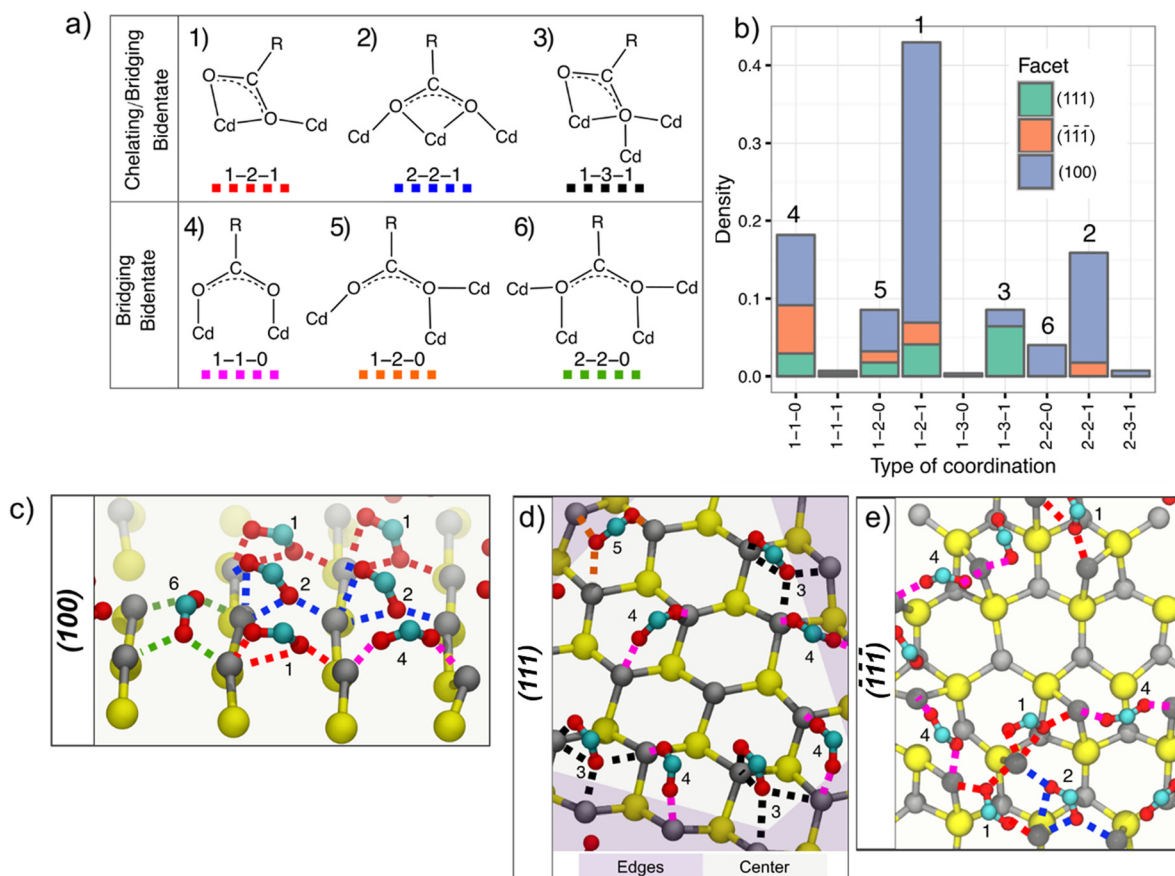 a)
Chelating/Bridging
Bidentate
1)
R
O
C
O
Cd
Cd
1–2–1
2)
R
C
O
O
Cd
Cd
Cd
2–2–1
3)
R
O
C
O
Cd
Cd
Cd
1–3–1
Bridging
Bidentate
4)
R
C
O
O
Cd
Cd
1–1–0
5)
R
C
O
O
Cd
Cd
Cd
1–2–0
6)
R
C
O
O
Cd
Cd
Cd
Cd
2–2–0
b)
Density
0.4
0.3
0.2
0.1
0.0
4
5
1
3
6
2
Facet
(111)
(1̄1̄1̄)
(100)
1–1–0
1–1–1
1–2–0
1–2–1
1–3–0
1–3–1
2–2–0
2–2–1
2–3–1
Type of coordination
c)
(100)
1
1
6
2
2
1
4
d)
(111)
5
3
4
4
3
4
3
4
Edges
Center
e)
(1̄1̄1̄)
1
4
1
4
4
2
1